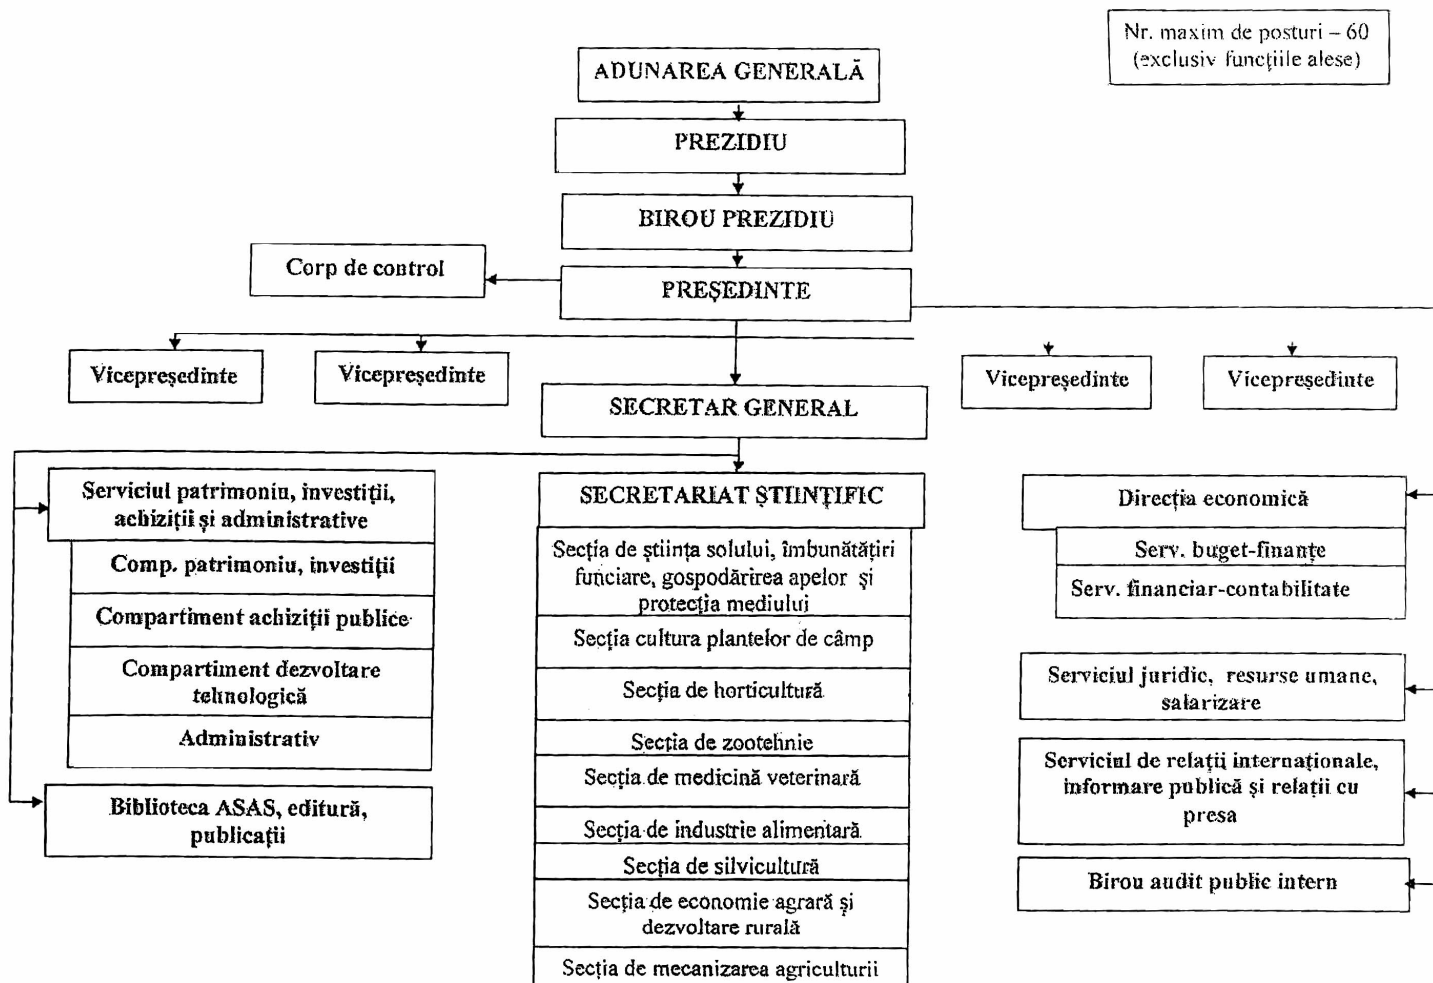 Nr. maxim de posturi – 60
(exclusiv funcțiile alese)
ADUNAREA GENERALĂ
PREZIDIU
BIROU PREZIDIU
Corp de control
PREȘEDINTE
Vicepreședinte
Vicepreședinte
Vicepreședinte
Vicepreședinte
SECRETAR GENERAL
Serviciul patrimoniu, investiții,
achiziții și administrative
Comp. patrimoniu, investiții
Compartiment achiziții publice
Compartiment dezvoltare
tehnologică
Administrativ
Biblioteca ASAS, editură,
publicații
SECRETARIAT ȘTIINȚIFIC
Secția de știința solului, îmbunătățiri
funciare, gospodărirea apelor și
protecția mediului
Secția cultura plantelor de câmp
Secția de horticultură
Secția de zootehnie
Secția de medicină veterinară
Secția de industrie alimentară
Secția de silvicultură
Secția de economie agrară și
dezvoltare rurală
Secția de mecanizarea agriculturii
Direcția economică
Serv. buget-finanțe
Serv. financiar-contabilitate
Serviciul juridic, resurse umane,
salarizare
Serviciul de relații internaționale,
informare publică și relații cu
presa
Birou audit public intern